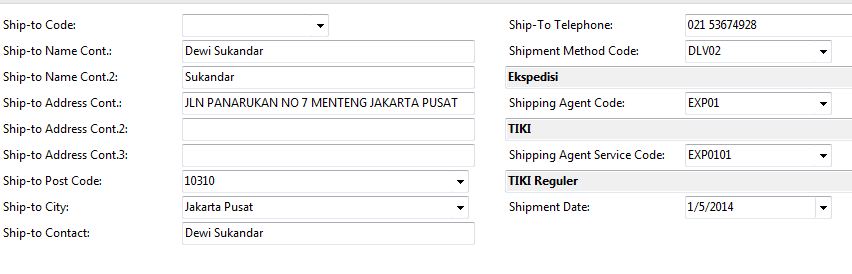 Ship-to Code:
Ship-to Name Cont.: Dewi Sukandar
Ship-to Name Cont.2: Sukandar
Ship-to Address Cont.: JLN PANARUKAN NO 7 MENTENG JAKARTA PUSAT
Ship-to Address Cont.2:
Ship-to Address Cont.3:
Ship-to Post Code: 10310
Ship-to City: Jakarta Pusat
Ship-to Contact: Dewi Sukandar
Ship-To Telephone: 021 53674928
Shipment Method Code: DLV02
Ekspedisi
Shipping Agent Code: EXP01
TIKI
Shipping Agent Service Code: EXP0101
TIKI Reguler
Shipment Date: 1/5/2014